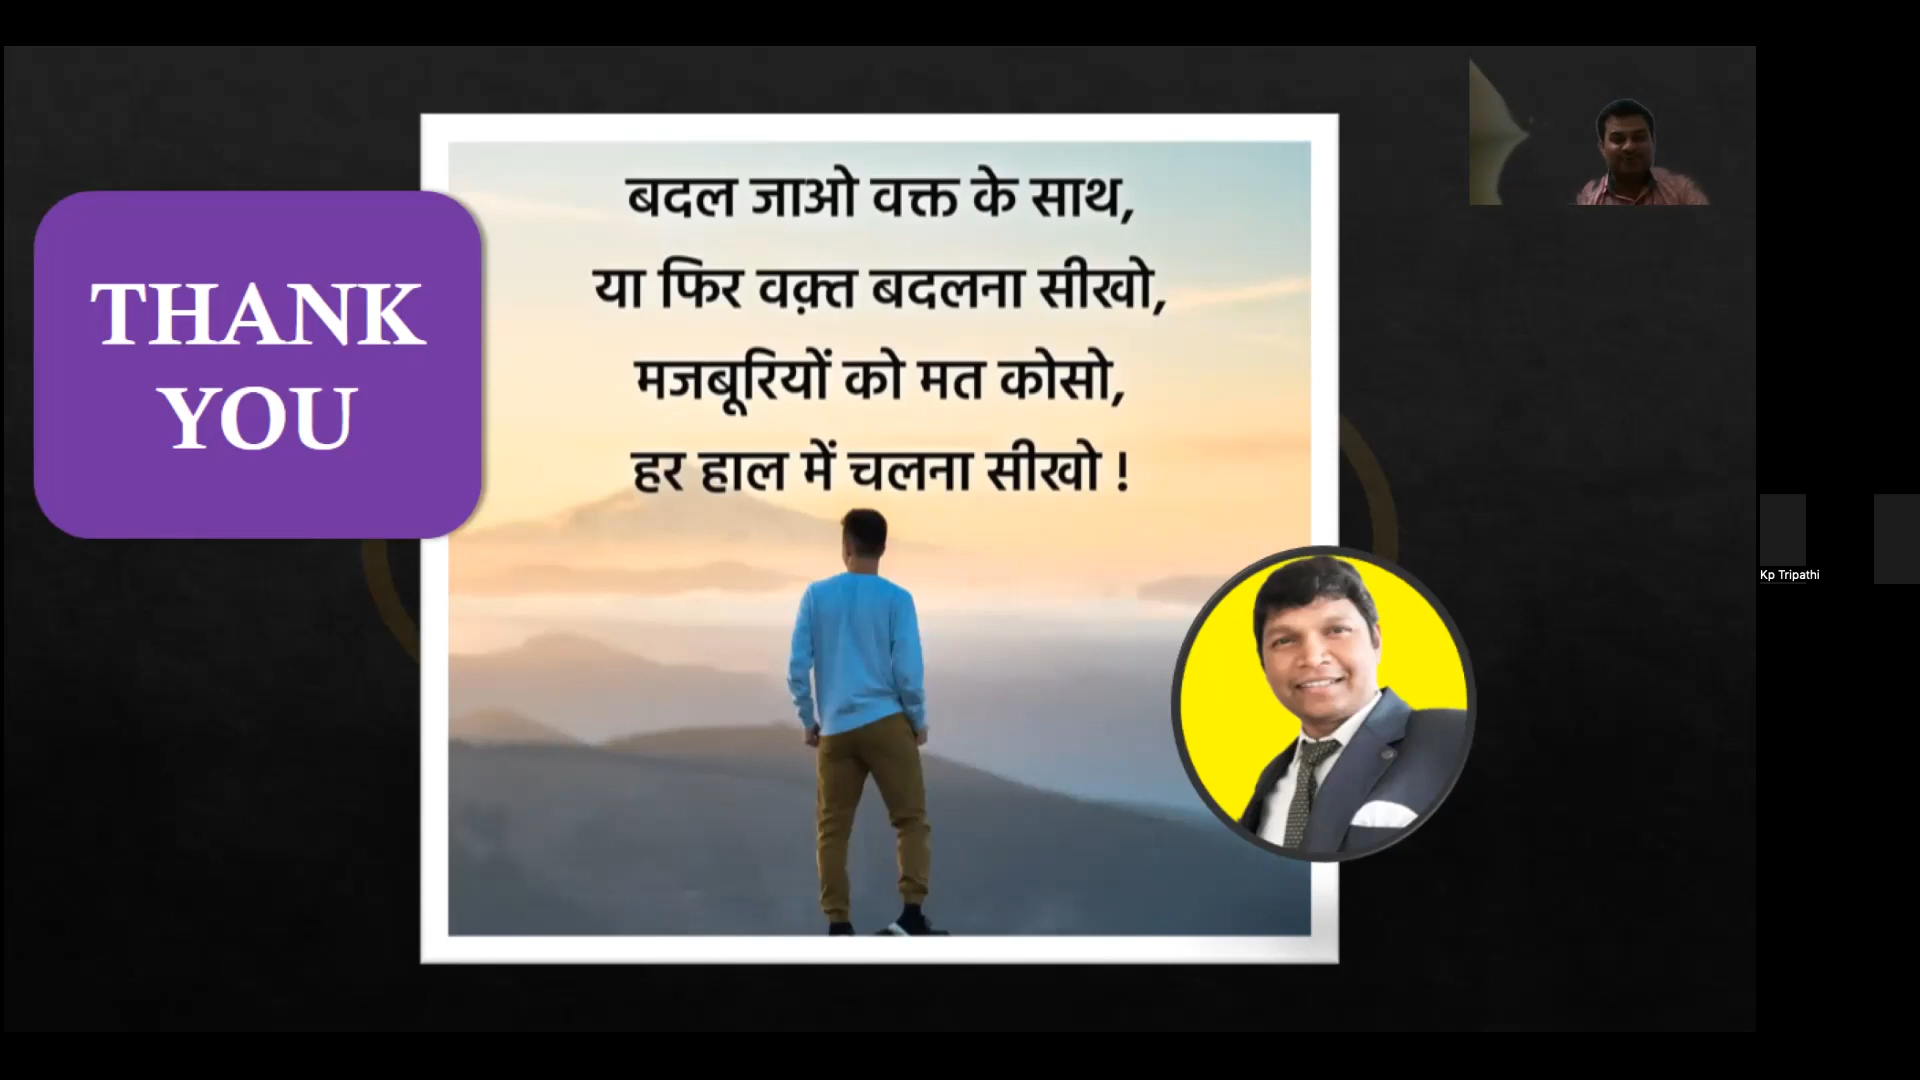 THANK
YOU
बदल जाओ वक्त के साथ,
या फिर वक़्त बदलना सीखो,
मजबूरियों को मत कोसो,
हर हाल में चलना सीखो !
Kp Tripathi